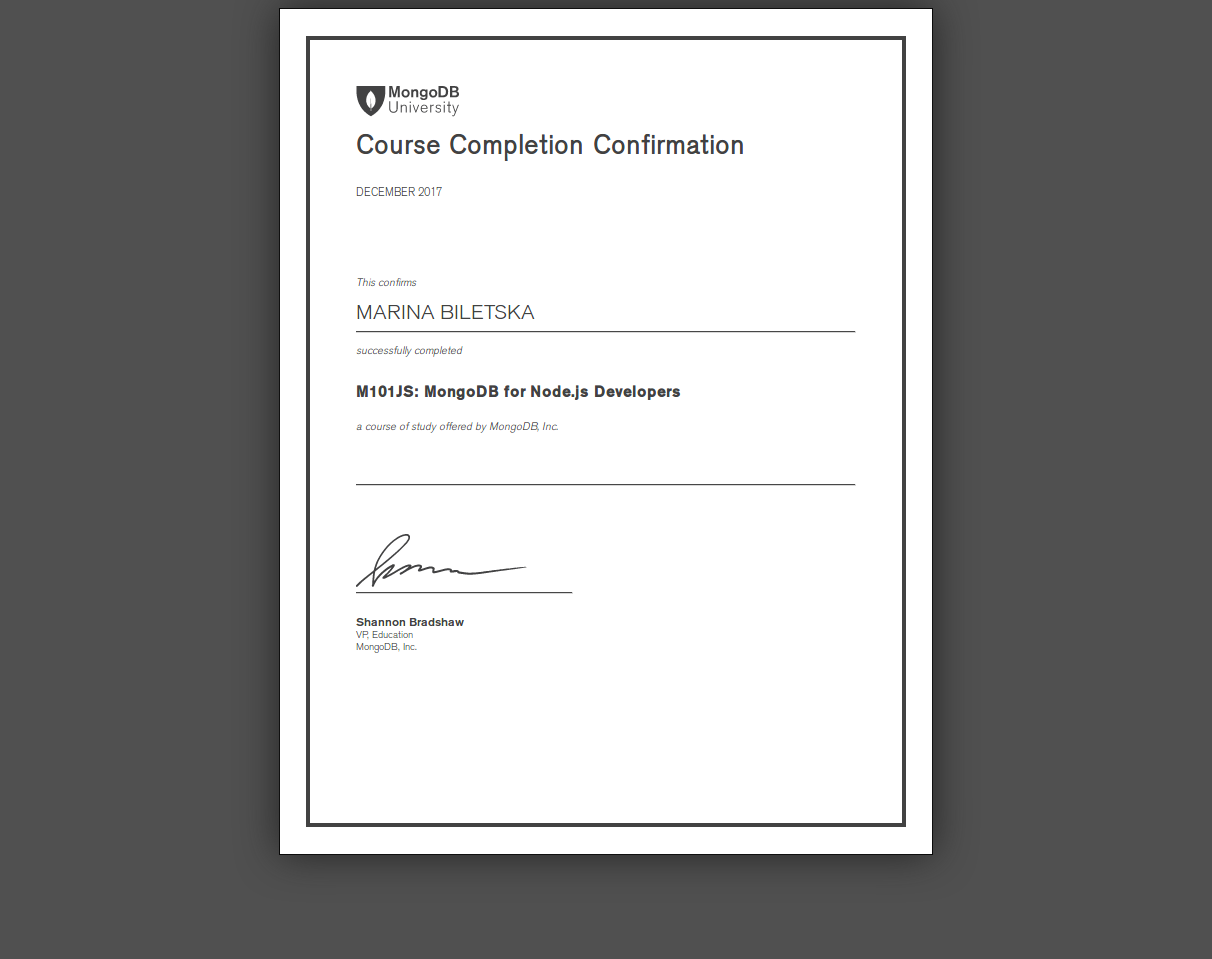 MongoDB
University
Course Completion Confirmation
DECEMBER 2017
This confirms
MARINA BILETSKA
successfully completed
M101JS: MongoDB for Node.js Developers
a course of study offered by MongoDB, Inc.
Shannon Bradshaw
VP, Education
MongoDB, Inc.